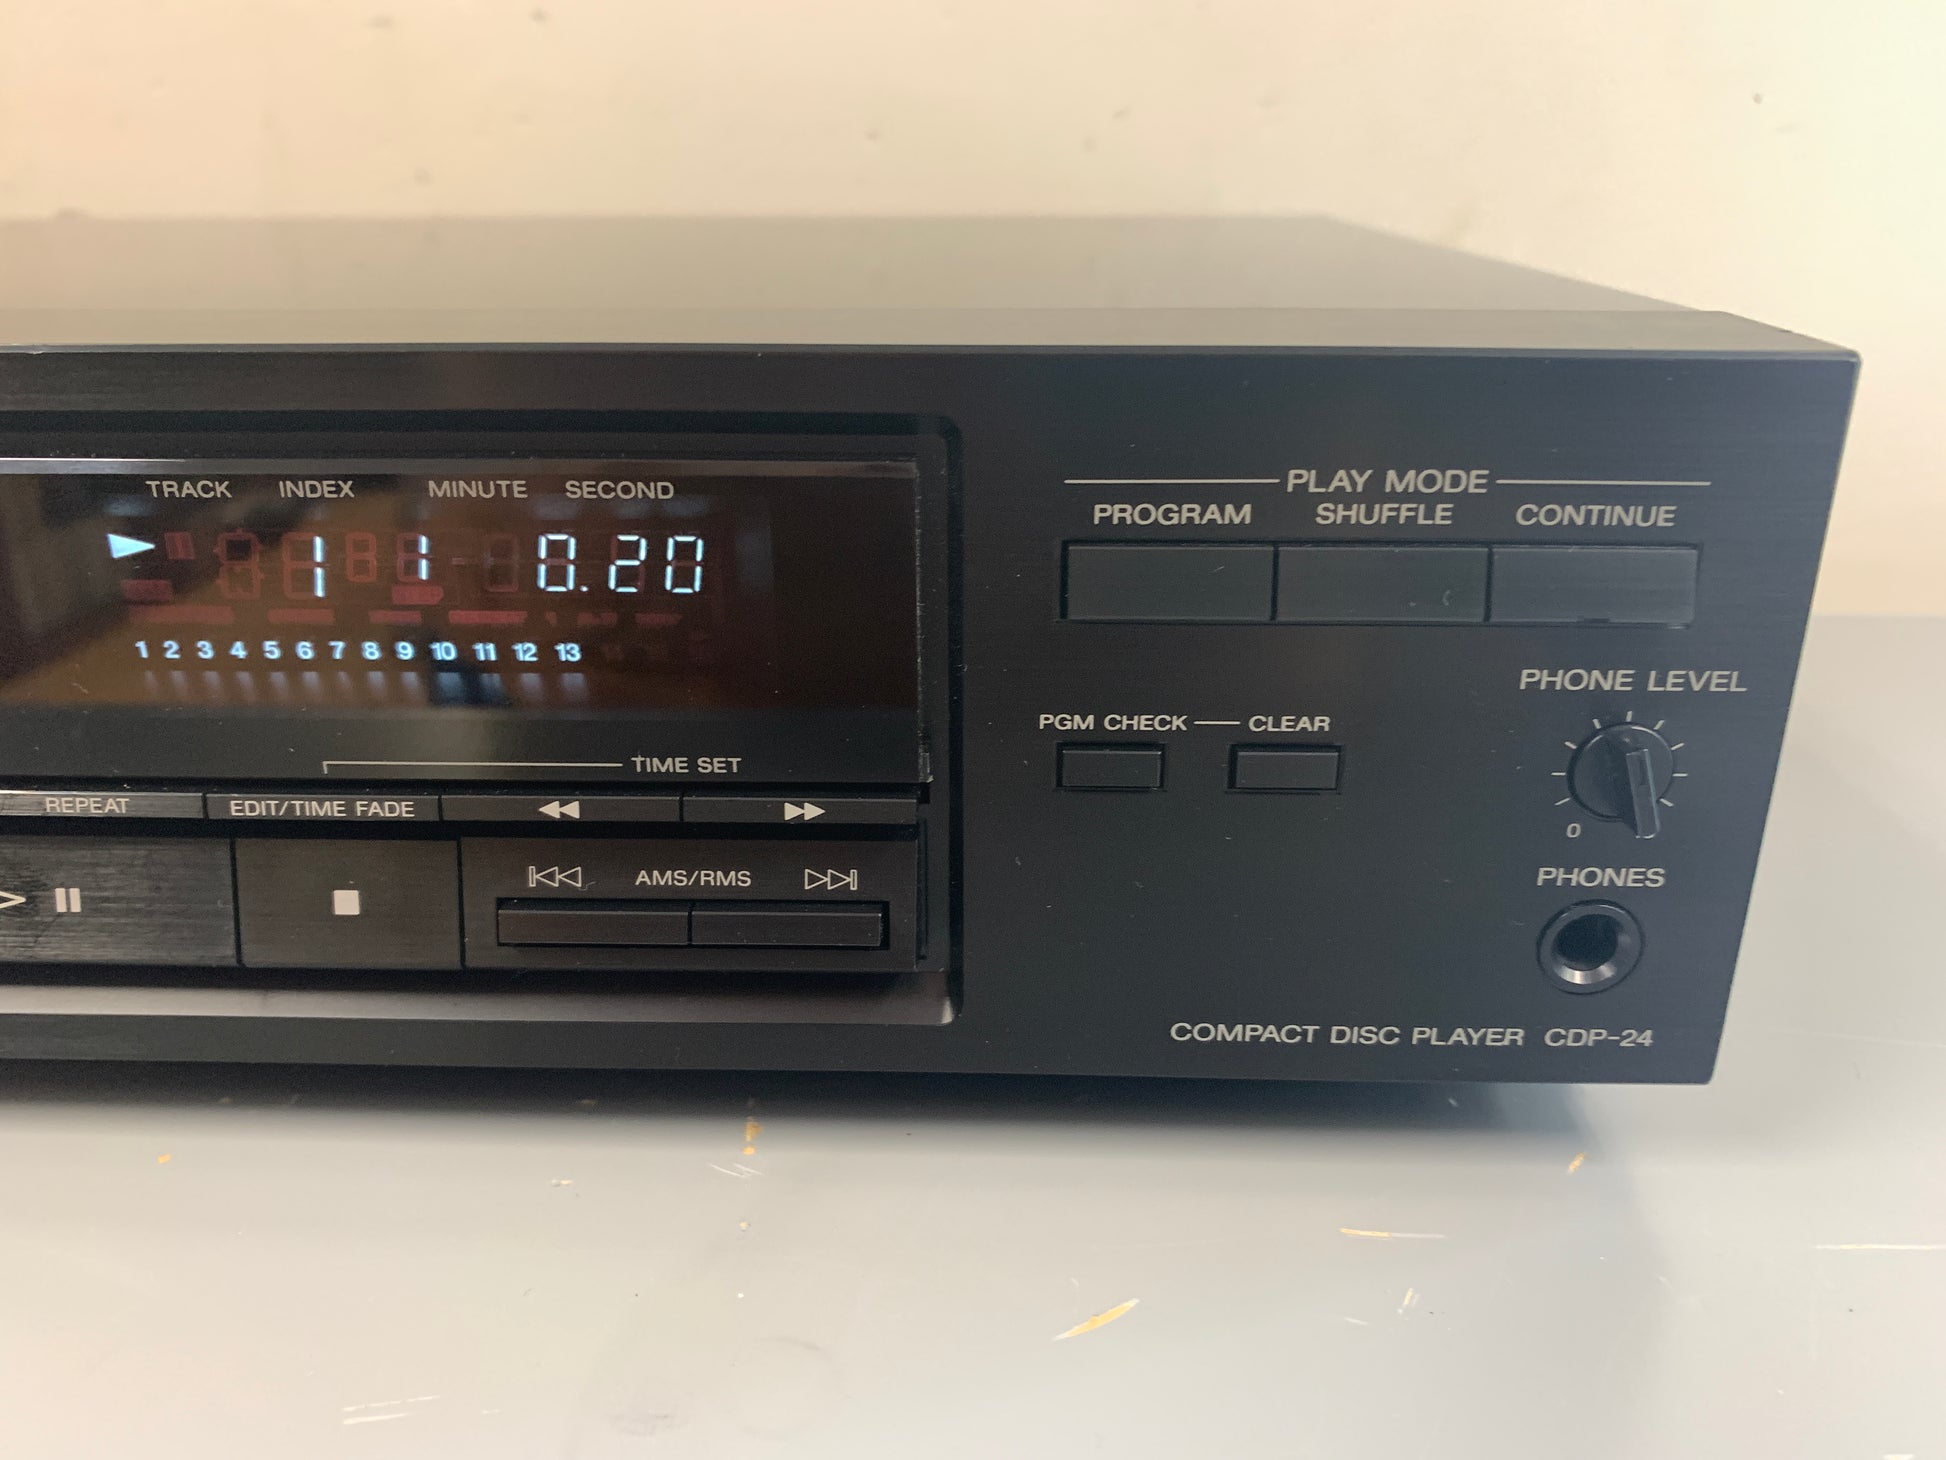 TRACK INDEX MINUTE SECOND
1 1 0.20
1 2 3 4 5 6 7 8 9 10 11 12 13
TIME SET
REPEAT EDIT/TIME FADE
AMS/RMS
PLAY MODE
PROGRAM SHUFFLE CONTINUE
PHONE LEVEL
PGM CHECK CLEAR
0
PHONES
COMPACT DISC PLAYER CDP-24